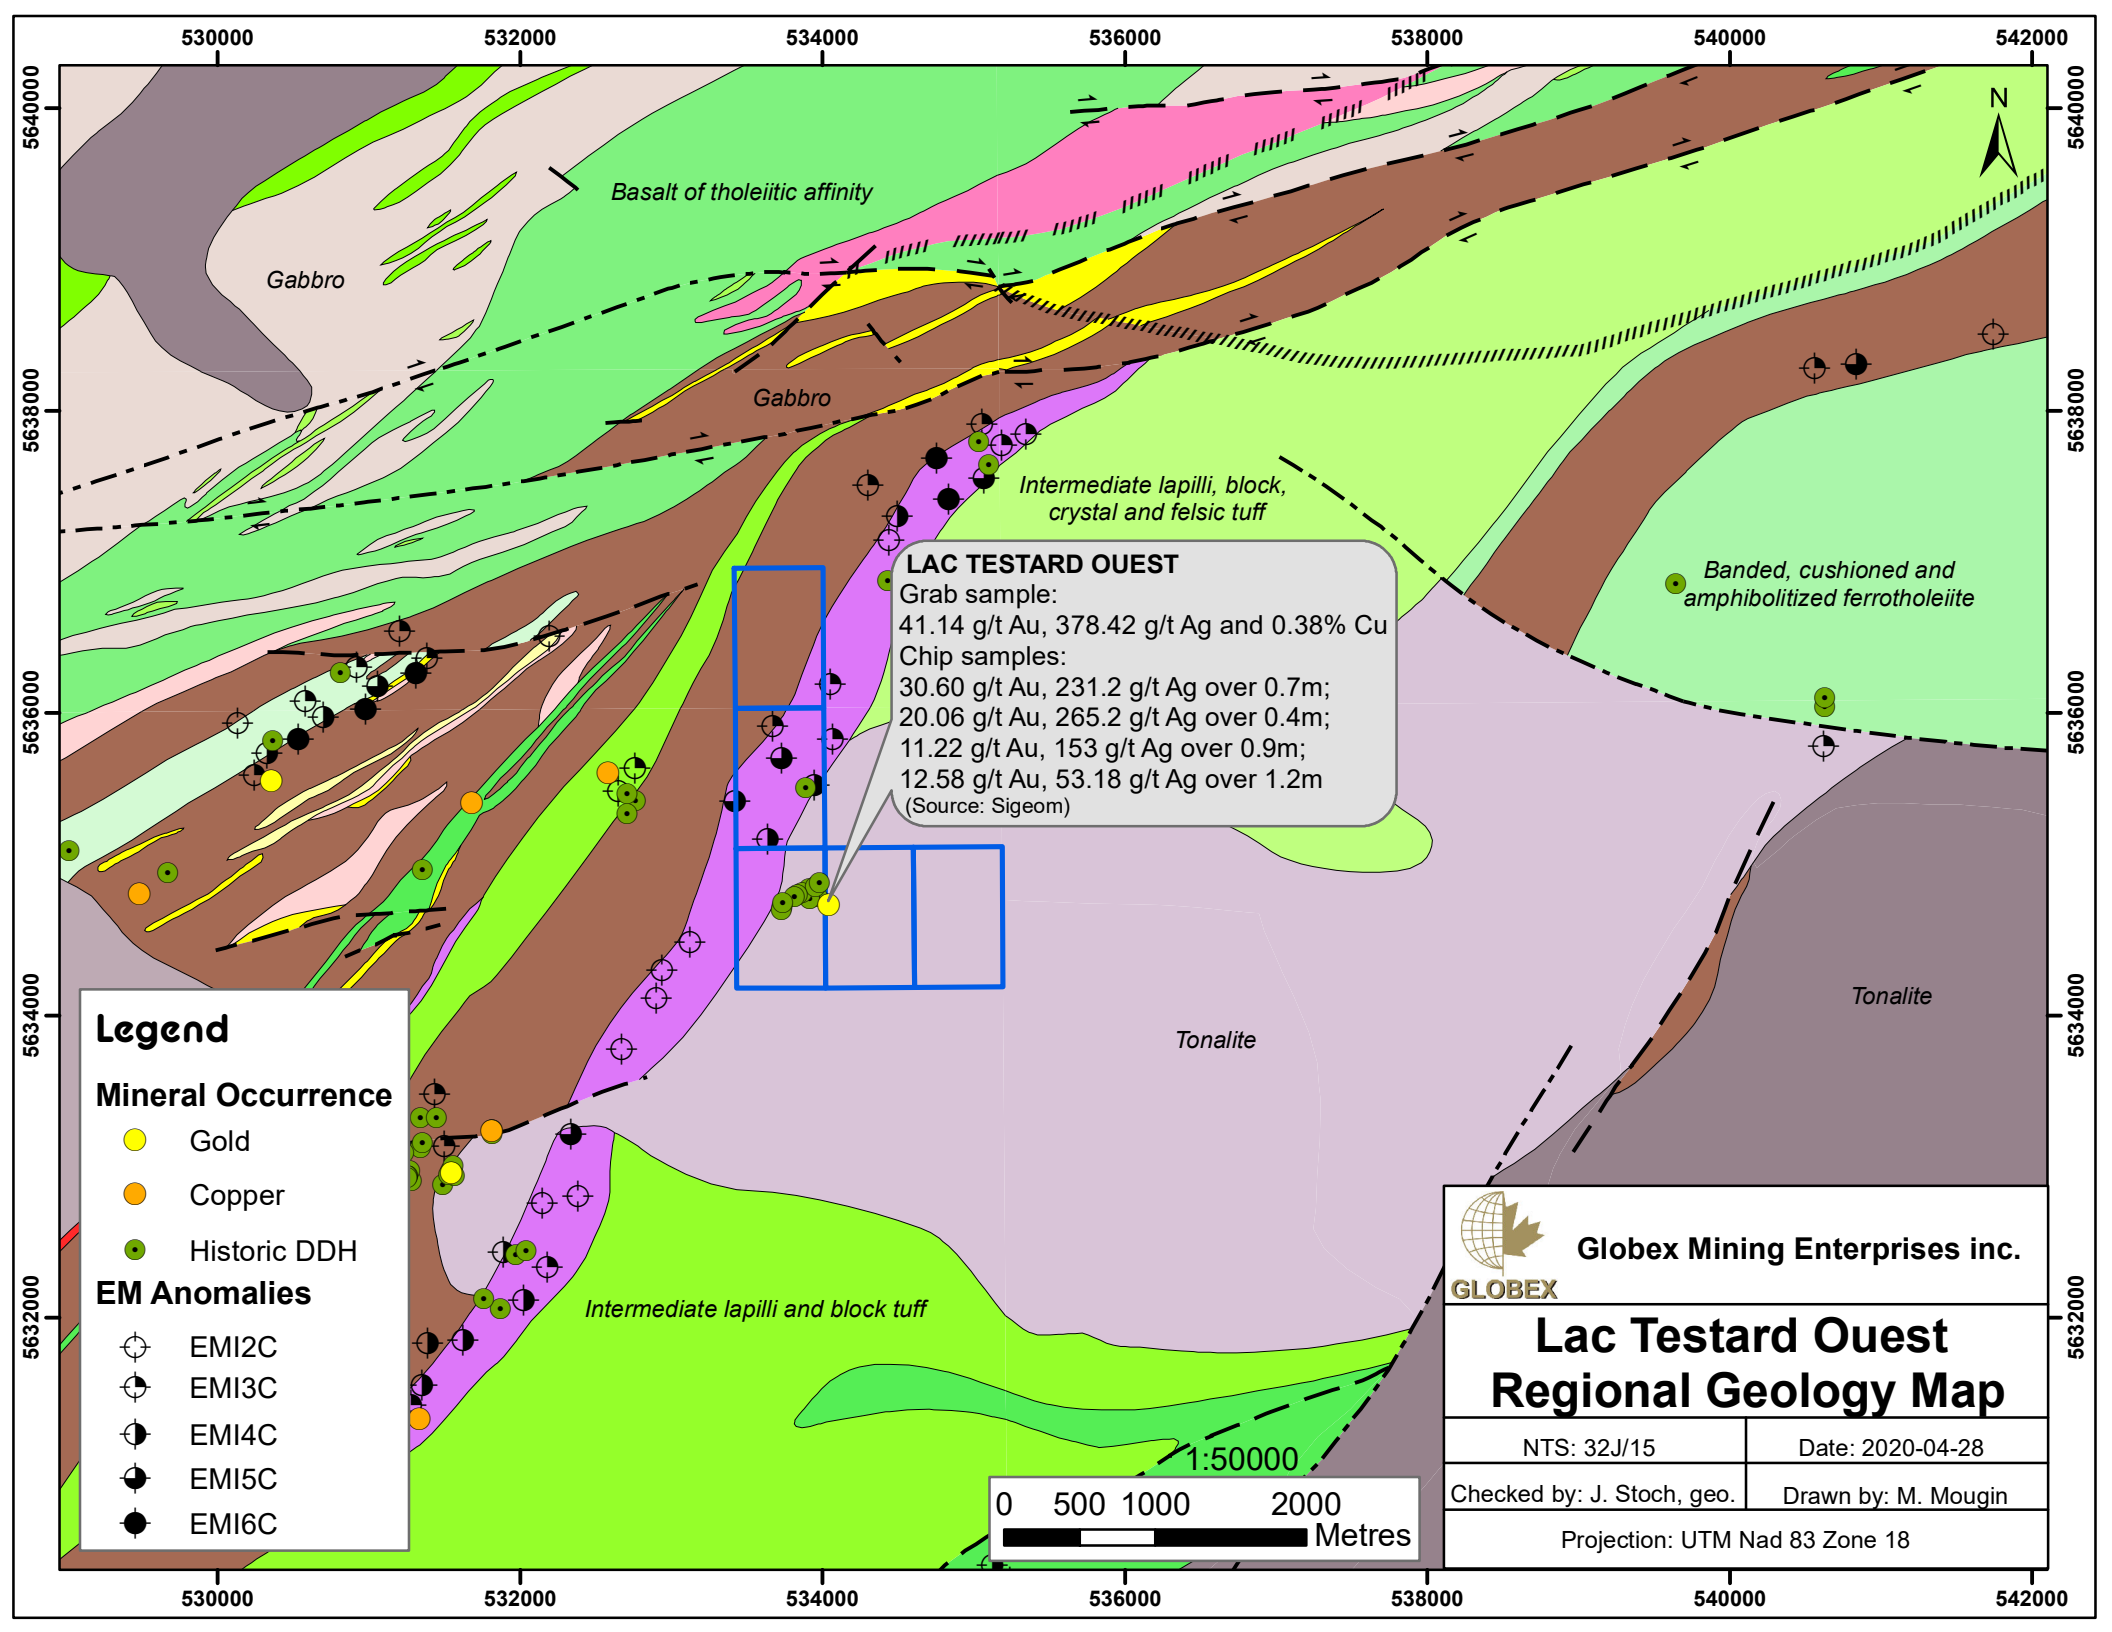 530000 532000 534000 536000 538000 540000 542000
5640000
5640000
N
Basalt of tholeiitic affinity
Gabbro
5638000
Gabbro
5638000
Intermediate lapilli, block,
crystal and felsic tuff
LAC TESTARD OUEST
Grab sample:
41.14 g/t Au, 378.42 g/t Ag and 0.38% Cu
Chip samples:
30.60 g/t Au, 231.2 g/t Ag over 0.7m;
20.06 g/t Au, 265.2 g/t Ag over 0.4m;
11.22 g/t Au, 153 g/t Ag over 0.9m;
12.58 g/t Au, 53.18 g/t Ag over 1.2m
(Source: Sigeom)
Banded, cushioned and
amphibolitized ferrotholeiite
5636000
5636000
Tonalite
Tonalite
5634000
5634000
Legend
Mineral Occurrence
Gold
Copper
Historic DDH
EM Anomalies
EMI2C
EMI3C
EMI4C
EMI5C
EMI6C
5632000
5632000
Intermediate lapilli and block tuff
1:50000
0 500 1000 2000
Metres
GLOBEX
Globex Mining Enterprises inc.
Lac Testard Ouest
Regional Geology Map
NTS: 32J/15
Date: 2020-04-28
Checked by: J. Stoch, geo.
Drawn by: M. Mougin
Projection: UTM Nad 83 Zone 18
530000 532000 534000 536000 538000 540000 542000